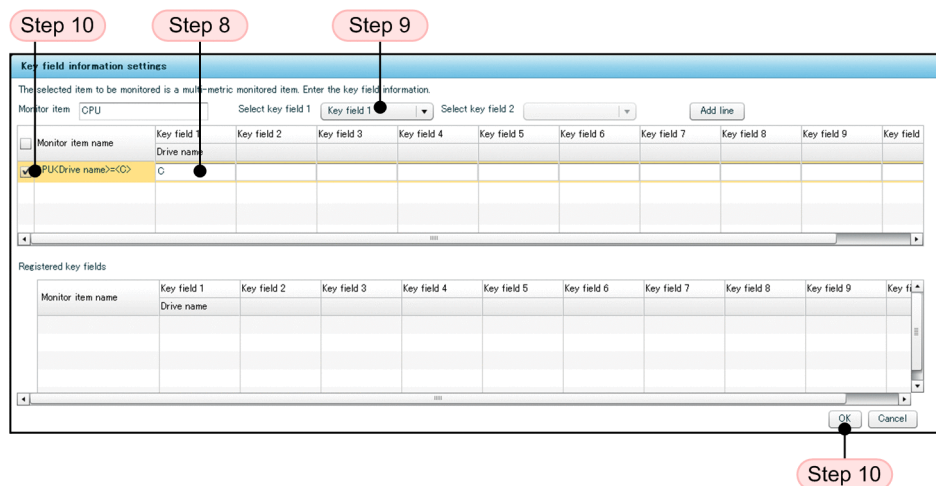 Step 10 Step 8 Step 9
Key field information settings
The selected item to be monitored is a multi-metric monitored item. Enter the key field information.
Monitor item CPU Select key field 1 Key field 1 Select key field 2 Add line
Monitor item name Key field 1 Key field 2 Key field 3 Key field 4 Key field 5 Key field 6 Key field 7 Key field 8 Key field 9 Key field
Drive name
PU<Drive name>=<C> C
Registered key fields
Monitor item name Key field 1 Key field 2 Key field 3 Key field 4 Key field 5 Key field 6 Key field 7 Key field 8 Key field 9 Key fi
Drive name
OK Cancel
Step 10